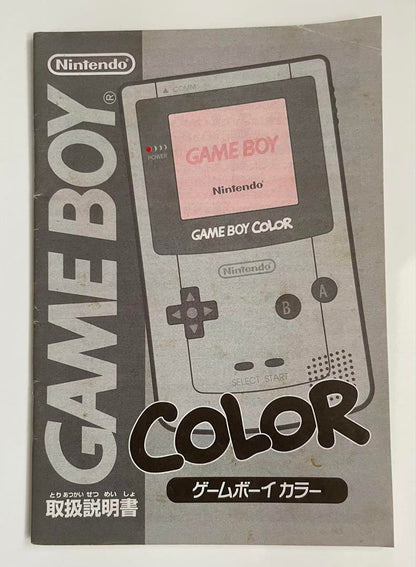 Nintendo®
GAME BOY®
COMM.
POWER
GAME BOY
Nintendo®
GAME BOY COLOR
Nintendo®
B
A
SELECT START
COLOR
ゲームボーイ カラー
とりあつかい せつ めい しょ
取扱説明書